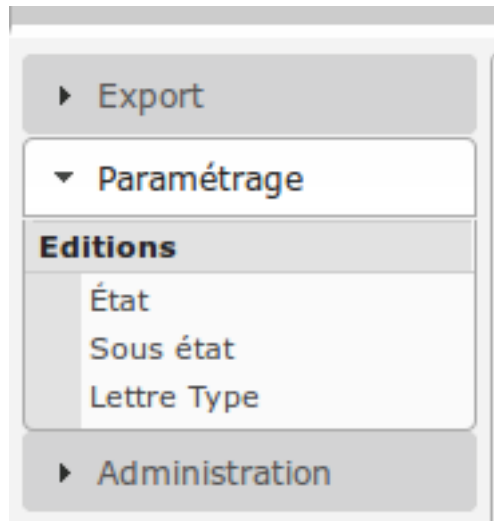 Export
Paramétrage
Editions
État
Sous état
Lettre Type
Administration